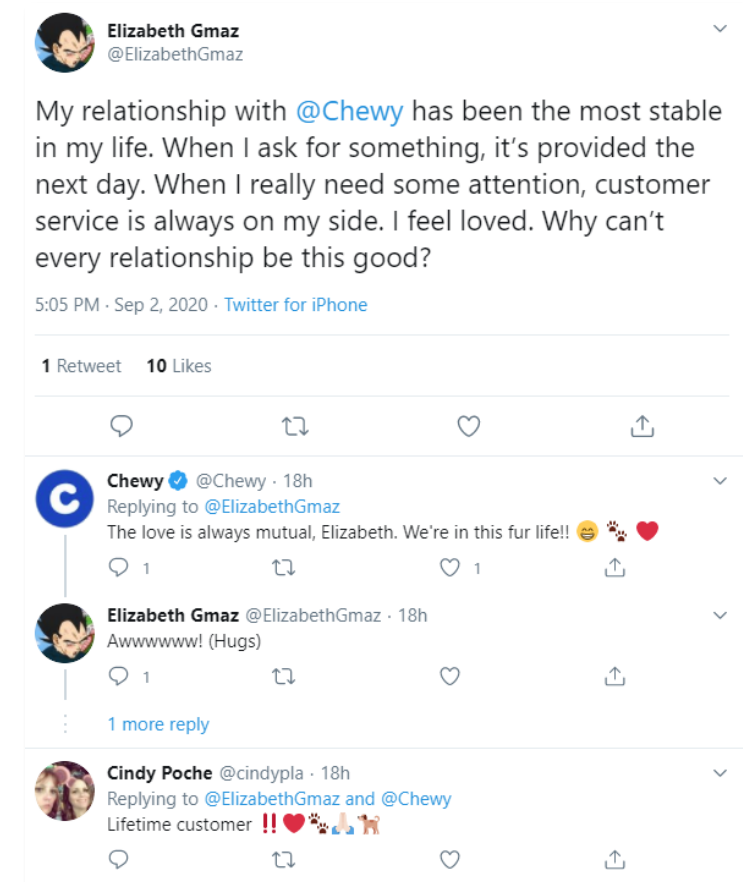 Elizabeth Gmaz
@ElizabethGmaz
My relationship with @Chewy has been the most stable
in my life. When I ask for something, it's provided the
next day. When I really need some attention, customer
service is always on my side. I feel loved. Why can't
every relationship be this good?
5:05 PM · Sep 2, 2020 · Twitter for iPhone
1 Retweet 10 Likes
C
Chewy @Chewy · 18h
Replying to @ElizabethGmaz
The love is always mutual, Elizabeth. We're in this fur life!! 😁 🐾 ❤️
1 1
Elizabeth Gmaz @ElizabethGmaz · 18h
Awwwwww! (Hugs)
1
1 more reply
Cindy Poche @cindypla · 18h
Replying to @ElizabethGmaz and @Chewy
Lifetime customer ‼️❤️🐾🙏🏻🐕